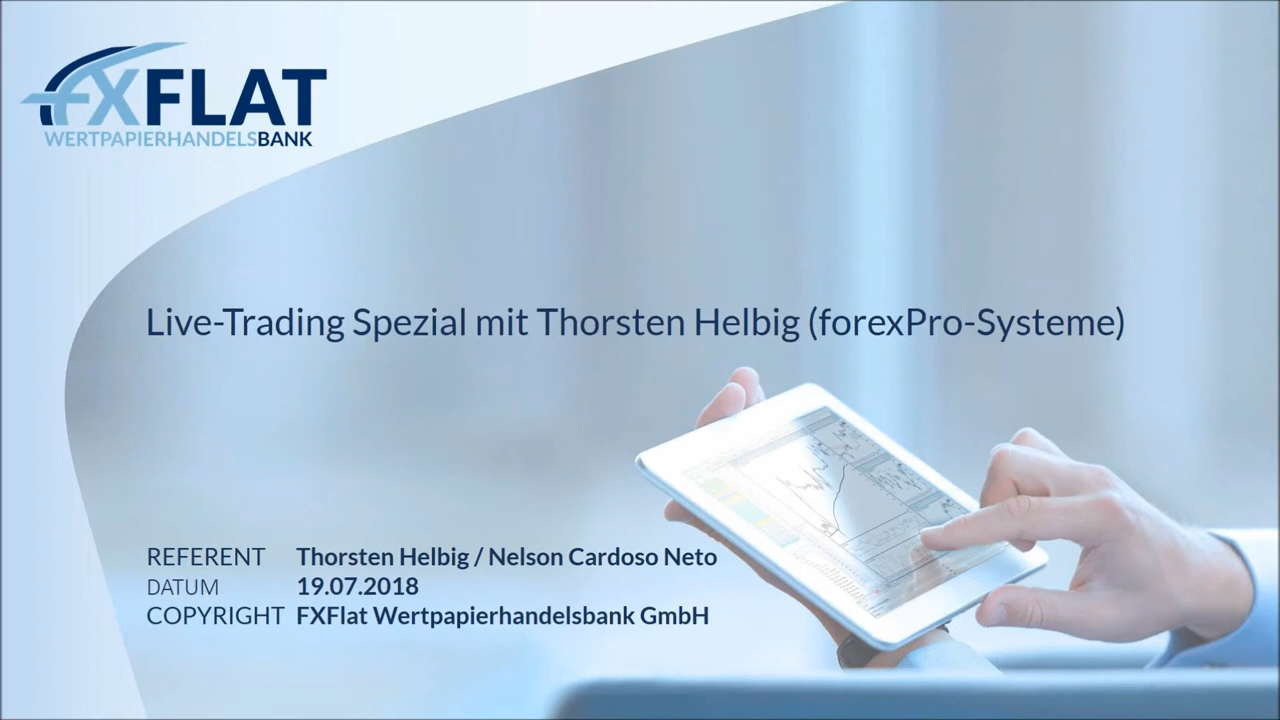 FXFLAT
WERTPAPIERHANDELSBANK
Live-Trading Spezial mit Thorsten Helbig (forexPro-Systeme)
REFERENT Thorsten Helbig / Nelson Cardoso Neto
DATUM 19.07.2018
COPYRIGHT FXFlat Wertpapierhandelsbank GmbH